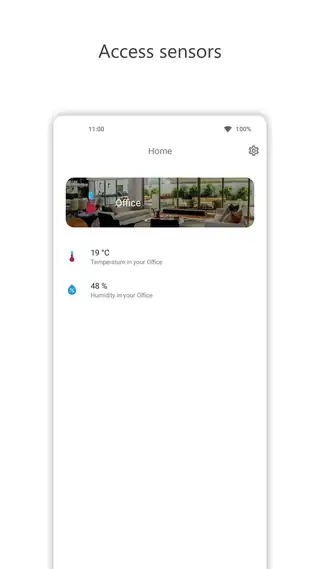 Access sensors
11:00
100%
Home
Office
19 °C
Temperature in your Office
%
48 %
Humidity in your Office